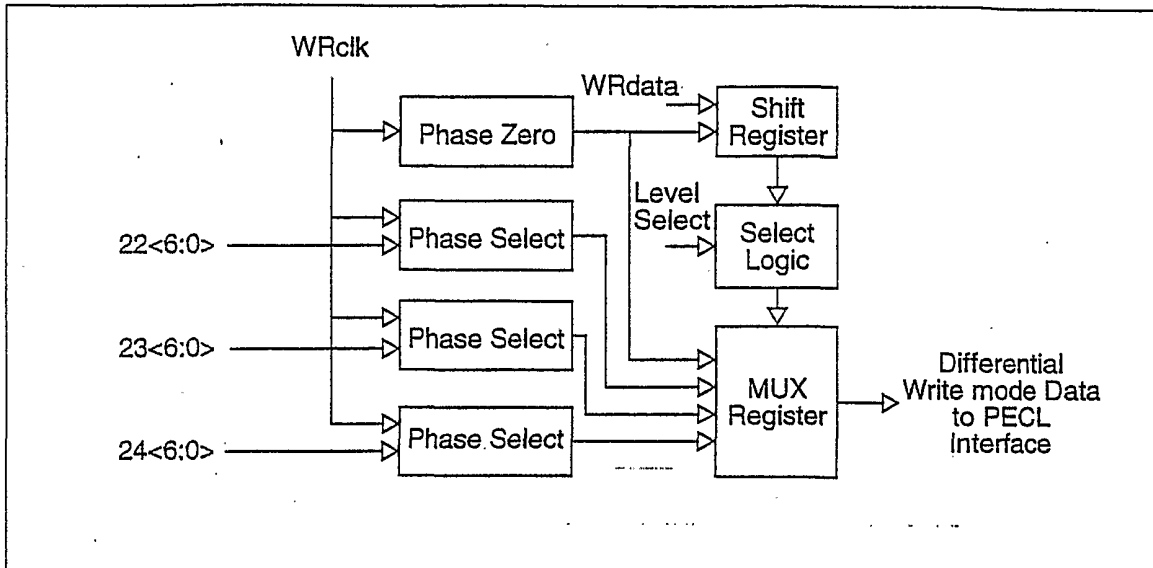 WRclk
WRdata
Phase Zero
Shift
Register
Level
Select
22<6:0>
Phase Select
Select
Logic
23<6:0>
Phase Select
MUX
Register
Differential
Write mode Data
to PECL
Interface
24<6:0>
Phase Select